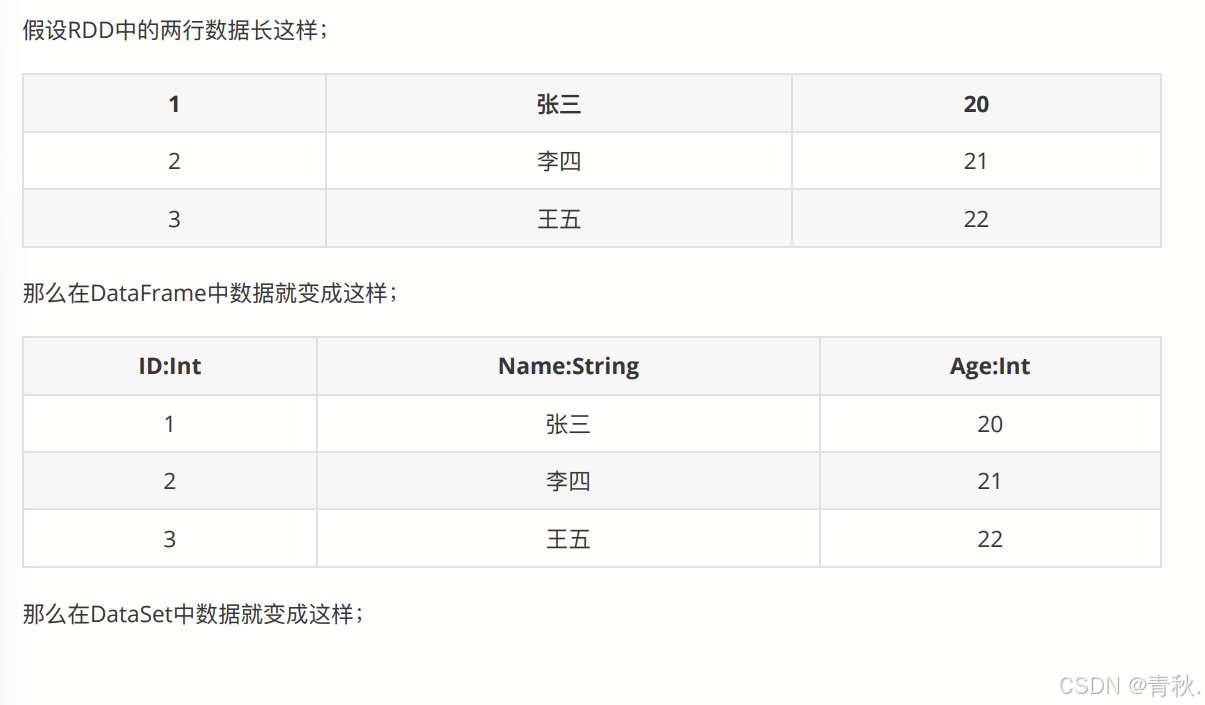 假设RDD中的两行数据长这样；
1 张三 20
2 李四 21
3 王五 22
那么在DataFrame中数据就变成这样；
ID:Int Name:String Age:Int
1 张三 20
2 李四 21
3 王五 22
那么在DataSet中数据就变成这样；
CSDN @青秋.